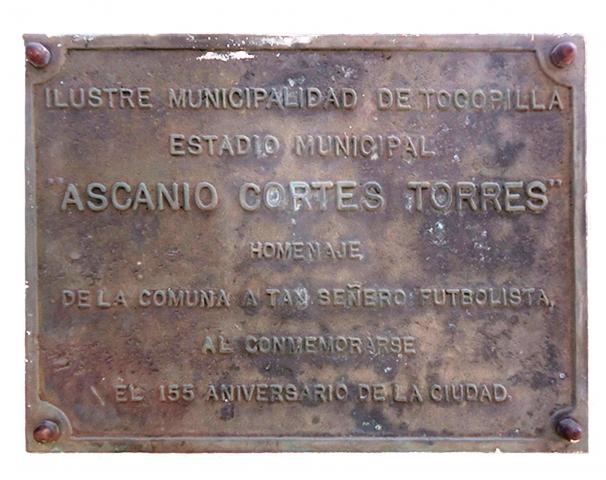 ILUSTRE MUNICIPALIDAD DE TOCOPILLA
ESTADIO MUNICIPAL
"ASCANIO CORTES TORRES"
HOMENAJE
DE LA COMUNA A TAN SEÑERO FUTBOLISTA,
AL CONMEMORARSE
EL 155 ANIVERSARIO DE LA CIUDAD.